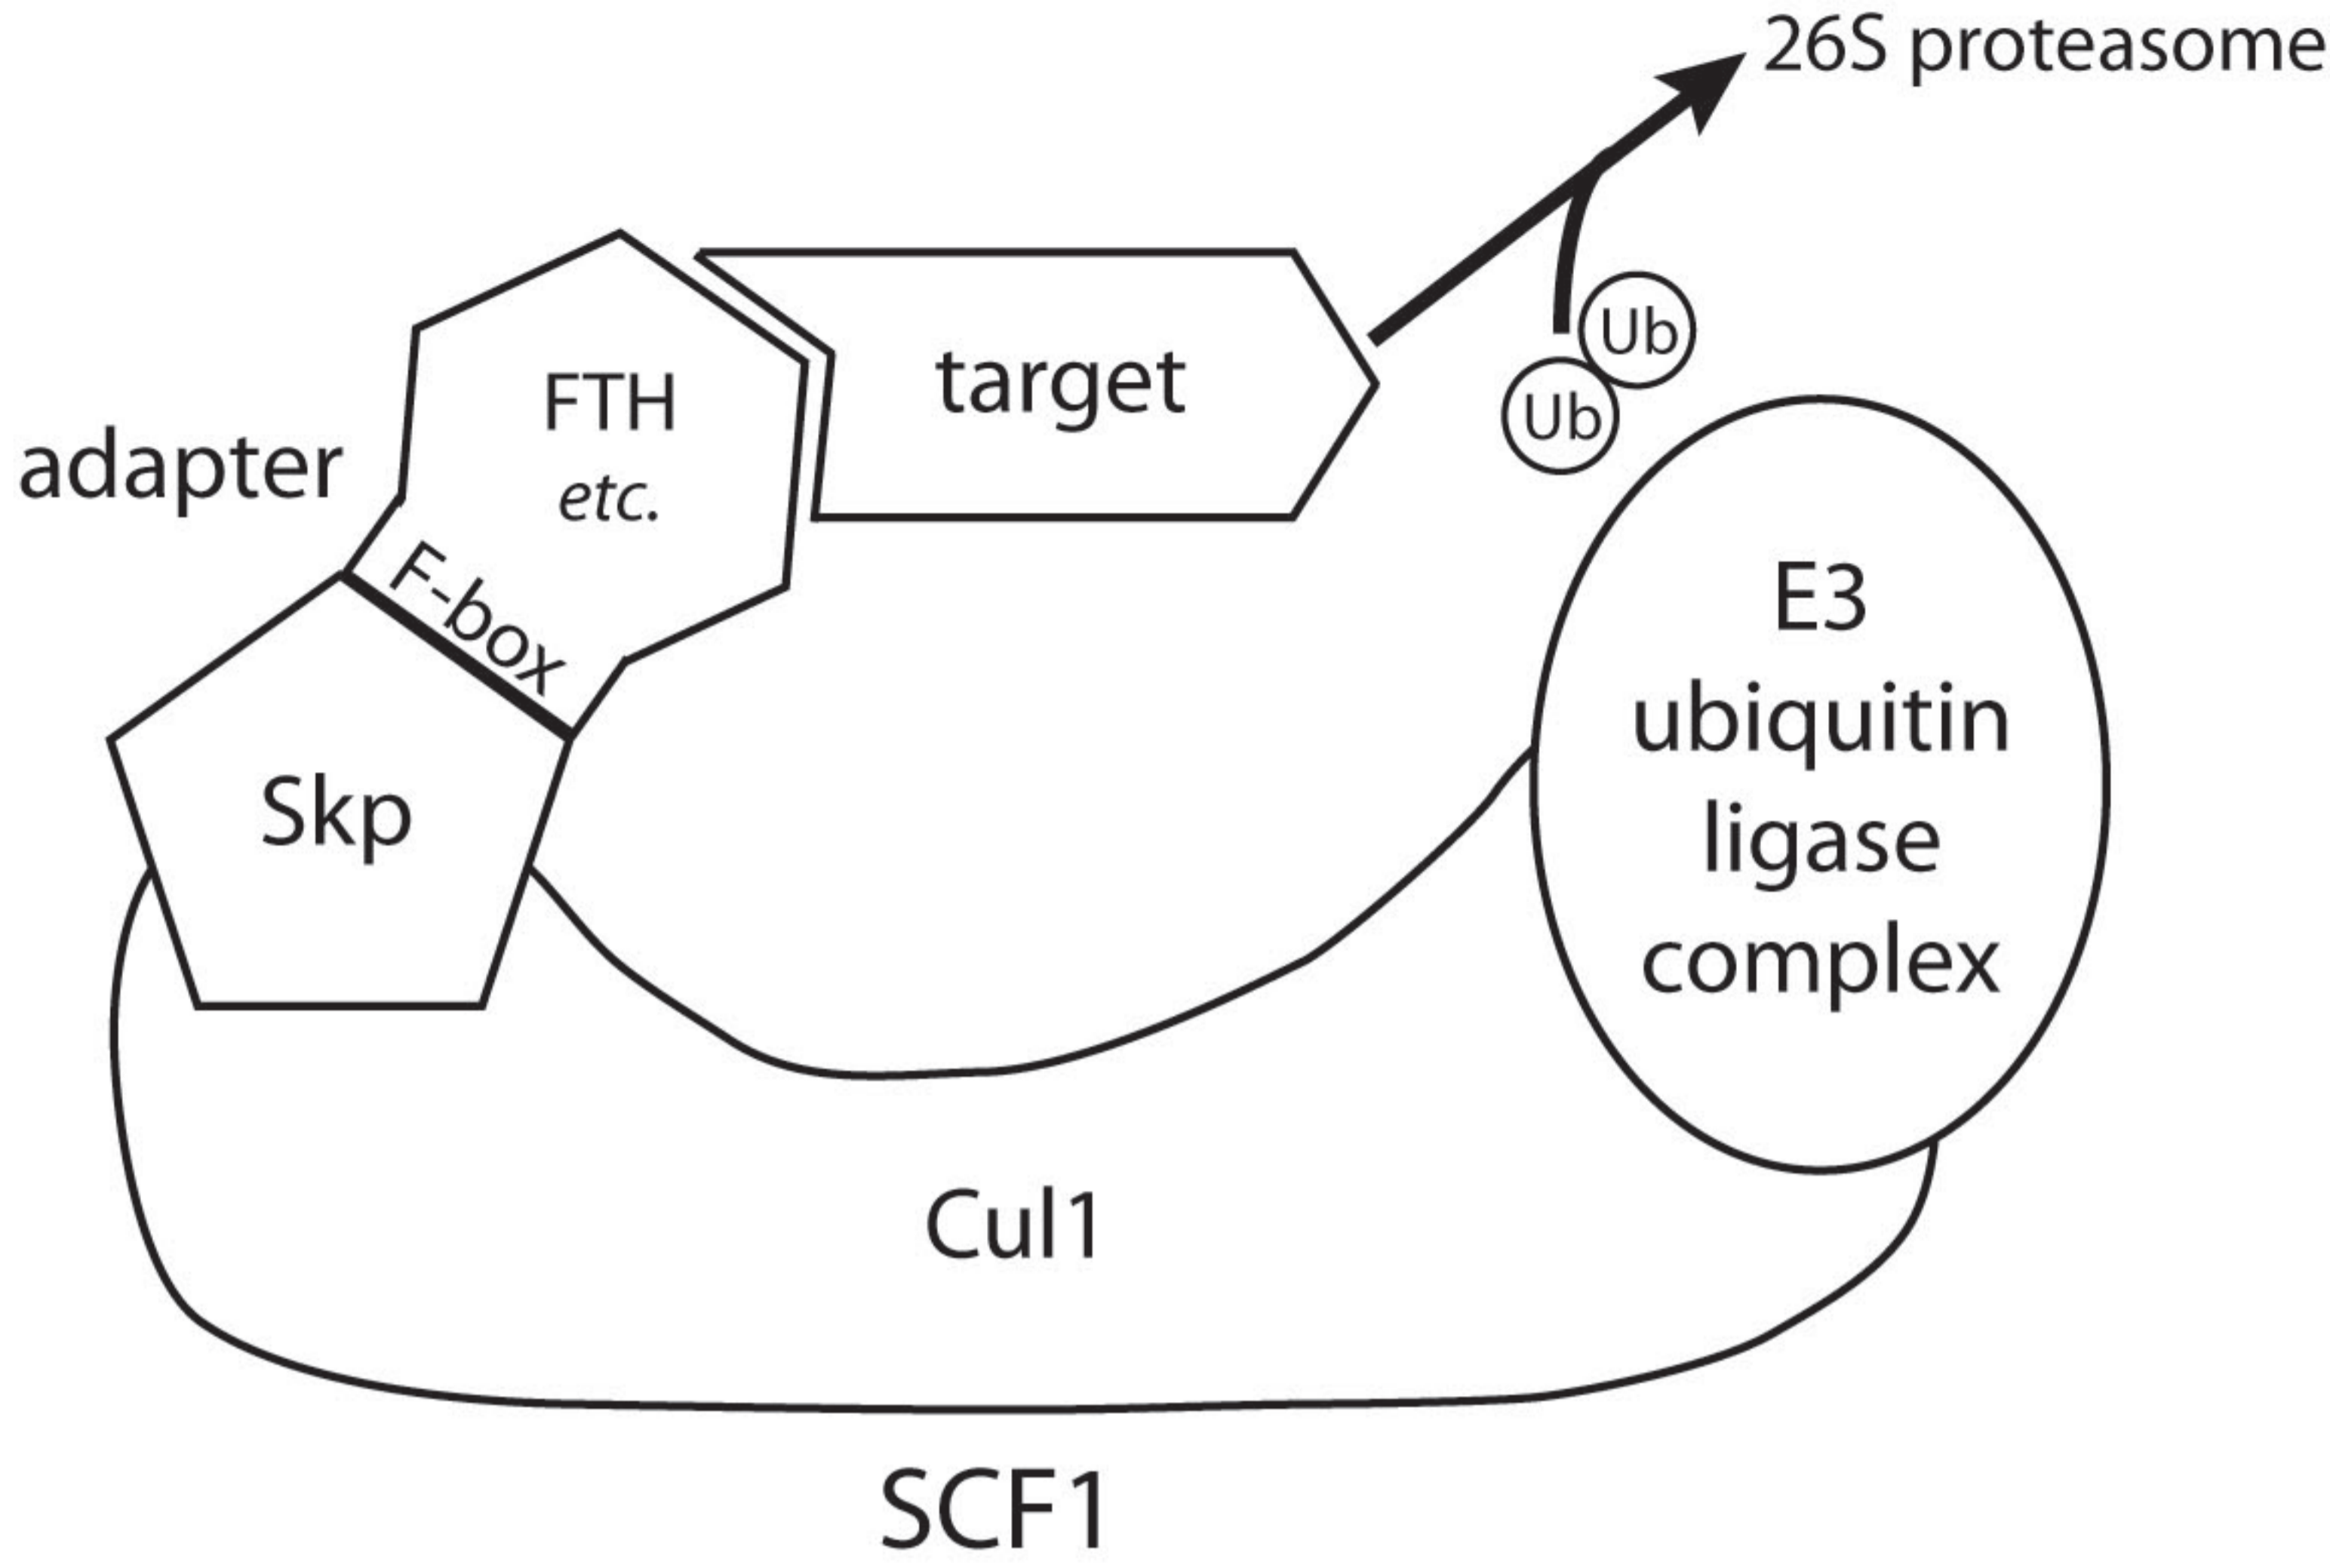 26S proteasome
Ub
Ub
target
FTH
etc.
adapter
F-box
Skp
E3
ubiquitin
ligase
complex
Cul1
SCF1